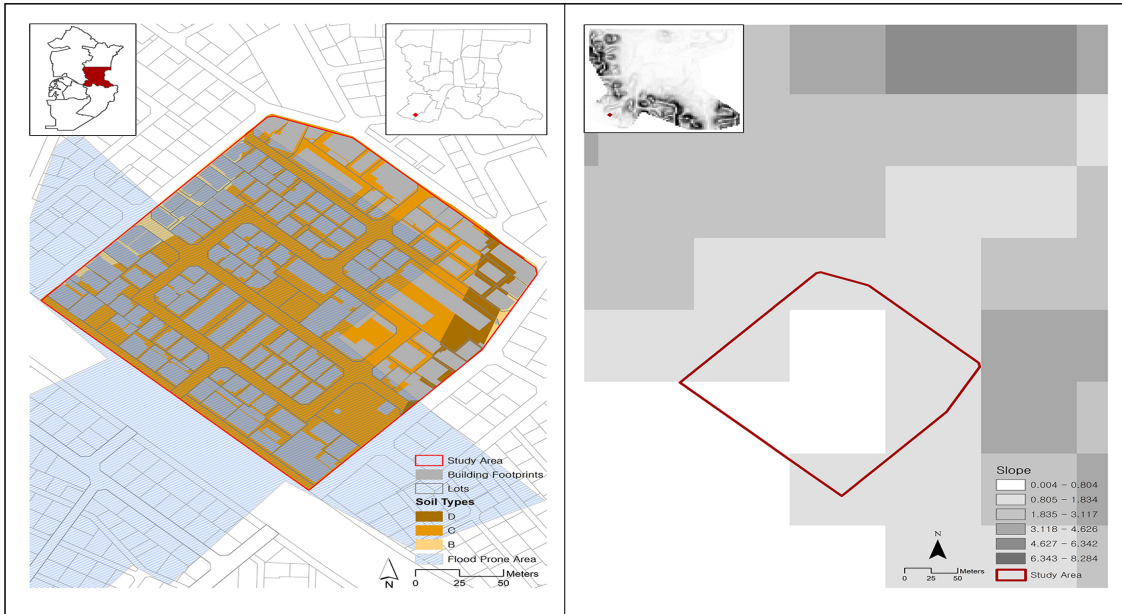 Study Area
Building Footprints
Lots
Soil Types
D
C
B
Flood Prone Area
N
0 25 50 Meters
Slope
0.004 - 0.804
0.805 - 1.834
1.835 - 3.117
3.118 - 4.626
4.627 - 6.342
6.343 - 8.284
Study Area
N
0 25 50 Meters